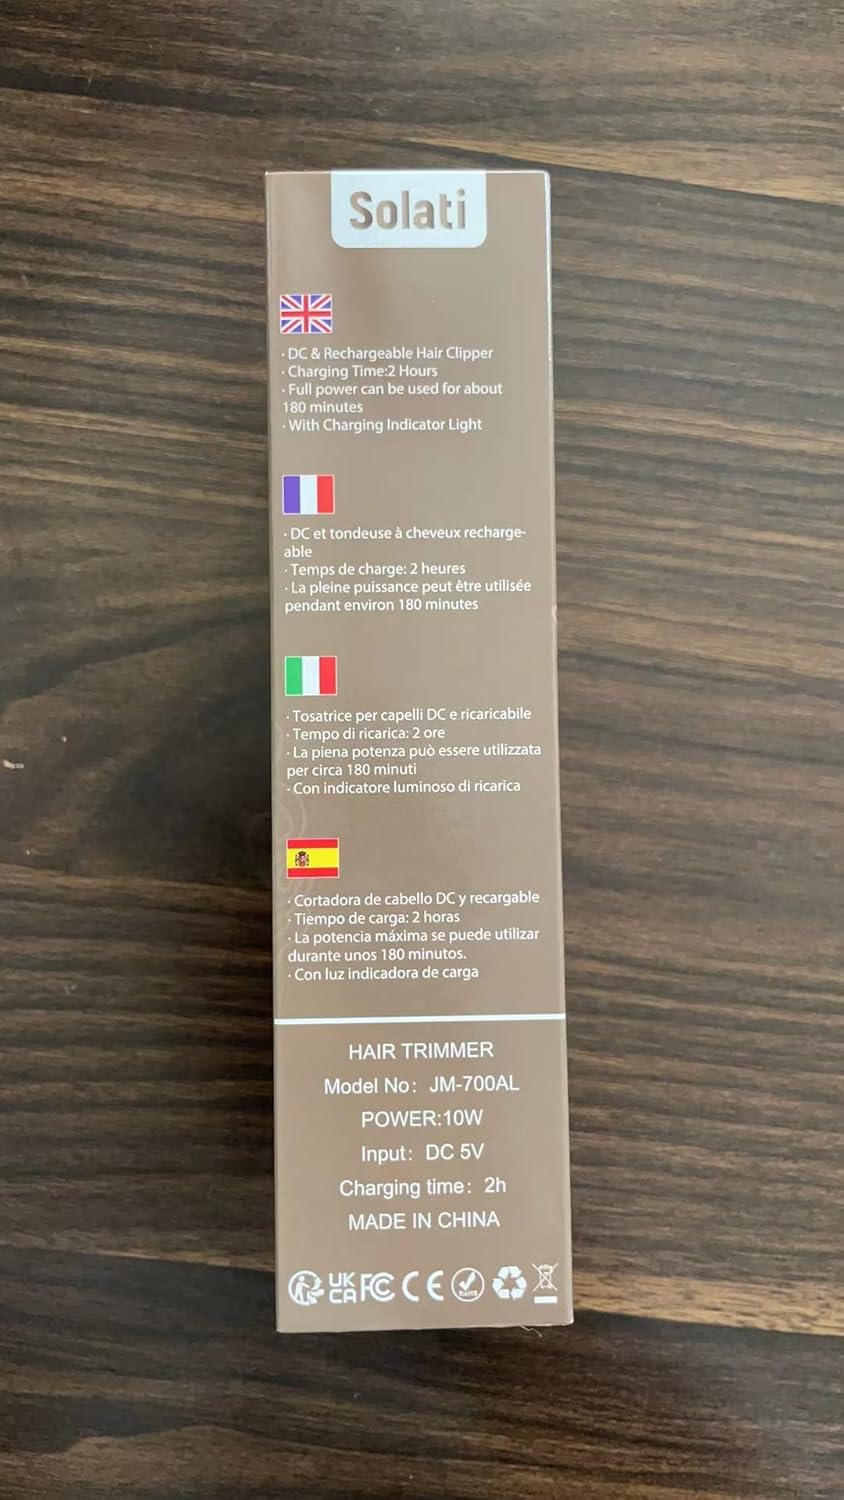 Solati
· DC & Rechargeable Hair Clipper
· Charging Time:2 Hours
· Full power can be used for about
180 minutes
· With Charging Indicator Light
· DC et tondeuse à cheveux recharge-
able
· Temps de charge: 2 heures
· La pleine puissance peut être utilisée
pendant environ 180 minutes
· Tosatrice per capelli DC e ricaricabile
· Tempo di ricarica: 2 ore
· La piena potenza può essere utilizzata
per circa 180 minuti
· Con indicatore luminoso di ricarica
· Cortadora de cabello DC y recargable
· Tiempo de carga: 2 horas
· La potencia máxima se puede utilizar
durante unos 180 minutos.
· Con luz indicadora de carga
HAIR TRIMMER
Model No: JM-700AL
POWER:10W
Input: DC 5V
Charging time: 2h
MADE IN CHINA
UK
CA FC CE RoHS